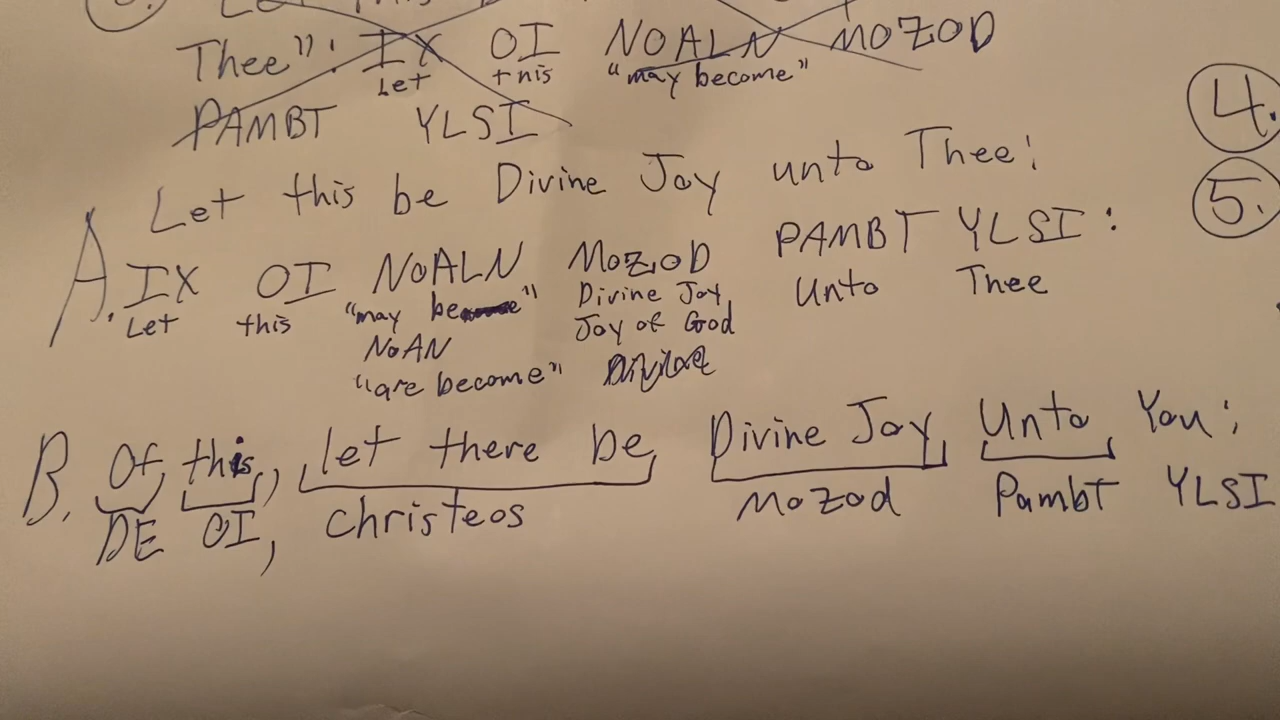 Let this
Thee": IX OI NOALN MOZOD
Let this "may become"
PAMBT YLSI
4.
Let this be Divine Joy unto Thee:
5.
A. IX OI NOALN MOZOD PAMBT YLSI:
Let this "may be" Divine Joy, Unto Thee
NOAN Joy of God
"are become"
B. Of this, let there be Divine Joy, Unto You:
DE OI, Christeos Mozod PambT YLSI